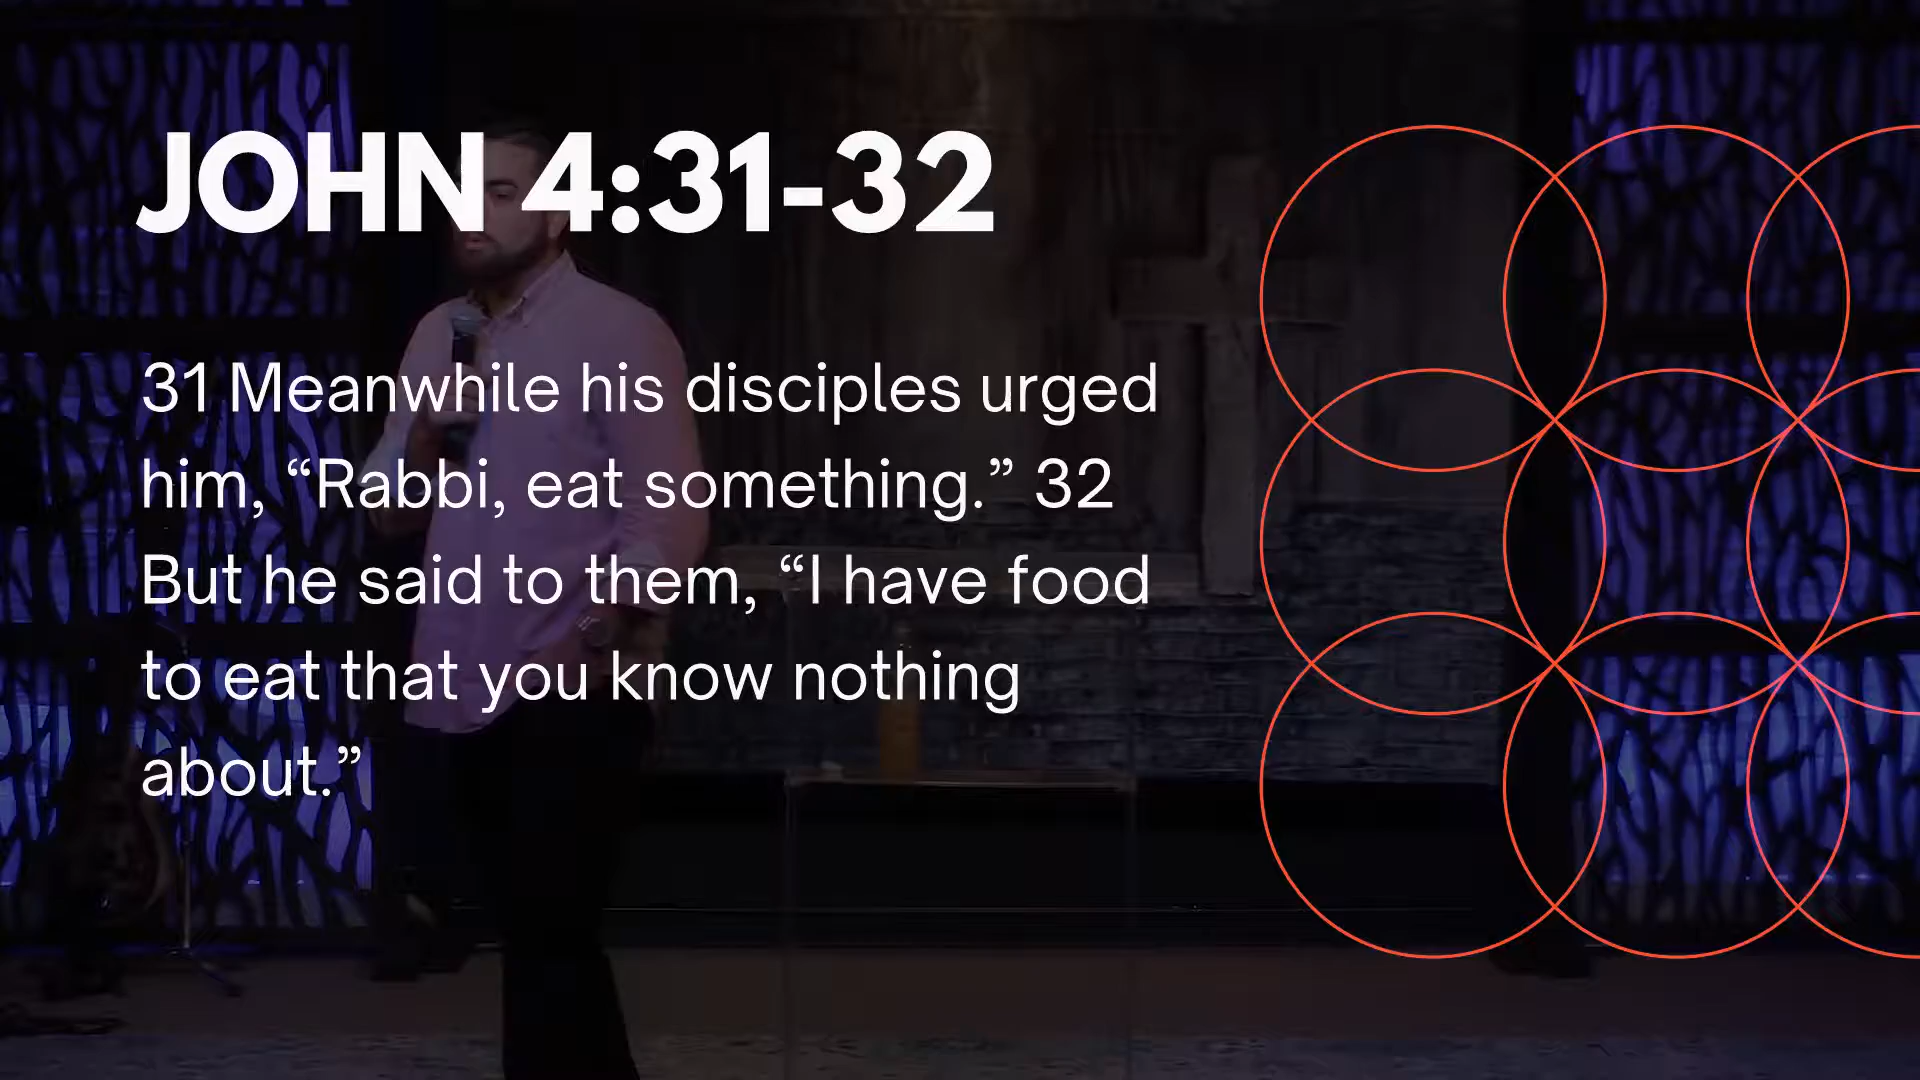 JOHN 4:31-32
31 Meanwhile his disciples urged
him, “Rabbi, eat something.” 32
But he said to them, “I have food
to eat that you know nothing
about.”